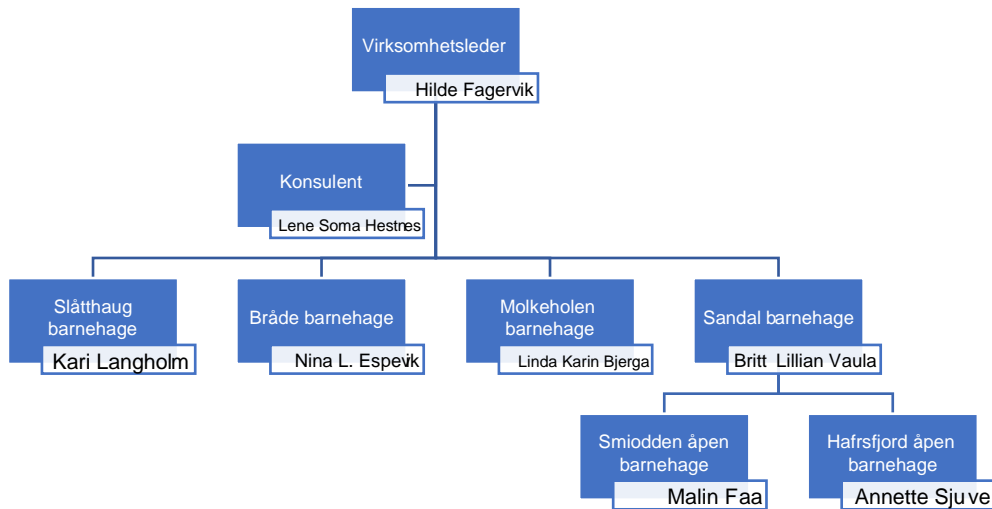 Virksomhetsleder
Hilde Fagervik
Konsulent
Lene Soma Hestnes
Slåtthaug
barnehage
Kari Langholm
Bråde barnehage
Nina L. Espevik
Molkeholen
barnehage
Linda Karin Bjerga
Sandal barnehage
Britt Lillian Vaula
Smiodden åpen
barnehage
Malin Faa
Hafrsfjord åpen
barnehage
Annette Sjuve